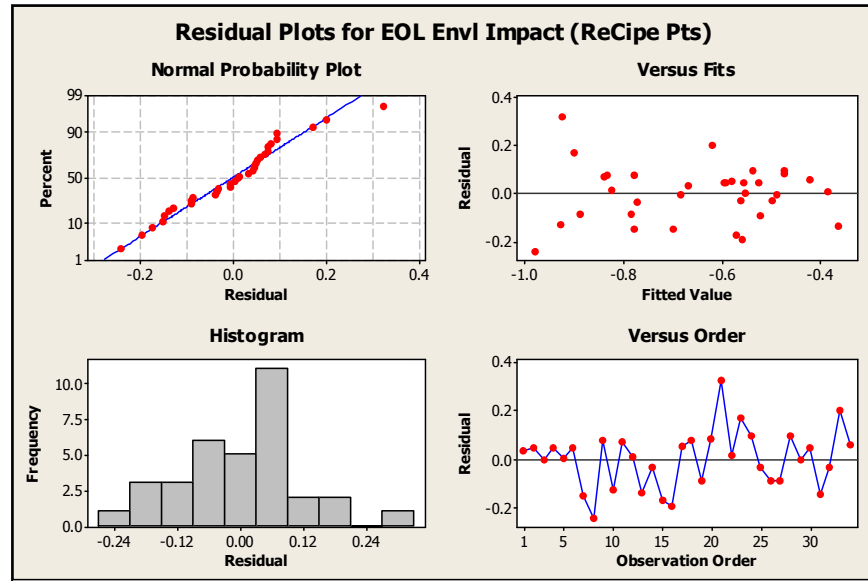 Residual Plots for EOL Envl Impact (ReCipe Pts)
Normal Probability Plot
99
90
50
10
1
Percent
-0.2 0.0 0.2 0.4
Residual
Versus Fits
0.4
0.2
0.0
-0.2
Residual
-1.0 -0.8 -0.6 -0.4
Fitted Value
Histogram
10.0
7.5
5.0
2.5
0.0
Frequency
-0.24 -0.12 0.00 0.12 0.24
Residual
Versus Order
0.4
0.2
0.0
-0.2
Residual
1 5 10 15 20 25 30
Observation Order